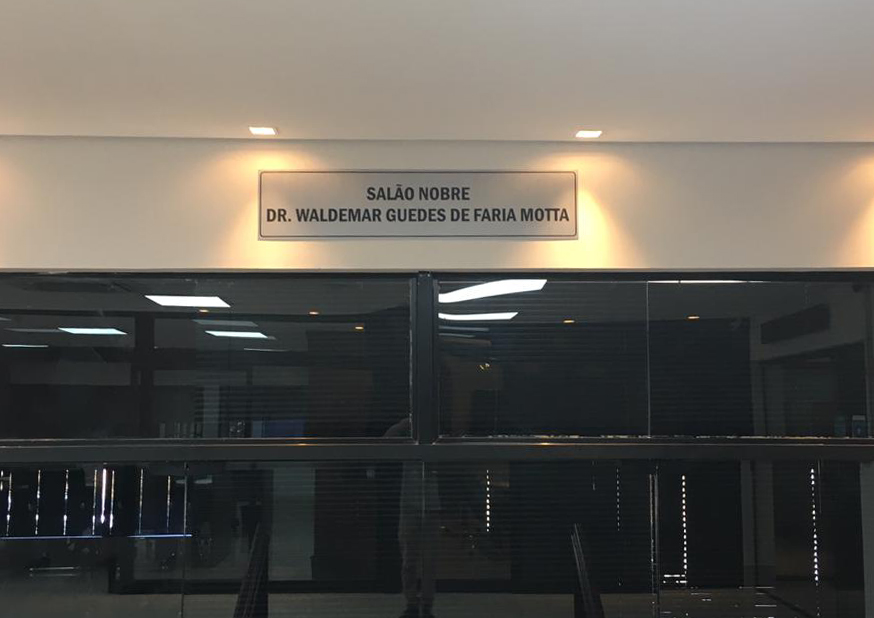 SALÃO NOBRE
DR. WALDEMAR GUEDES DE FARIA MOTTA